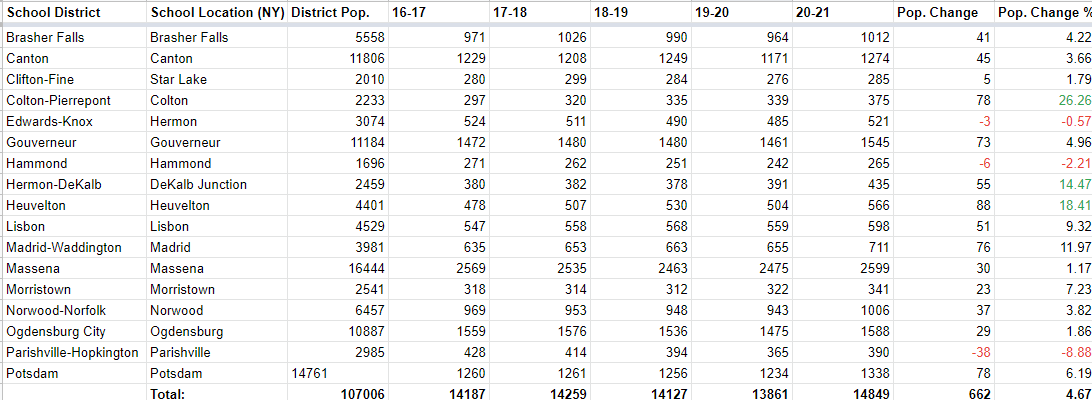 School District School Location (NY) District Pop. 16-17 17-18 18-19 19-20 20-21 Pop. Change Pop. Change %
Brasher Falls Brasher Falls 5558 971 1026 990 964 1012 41 4.22
Canton Canton 11806 1229 1208 1249 1171 1274 45 3.66
Clifton-Fine Star Lake 2010 280 299 284 276 285 5 1.79
Colton-Pierrepont Colton 2233 297 320 335 339 375 78 26.26
Edwards-Knox Hermon 3074 524 511 490 485 521 -3 -0.57
Gouverneur Gouverneur 11184 1472 1480 1480 1461 1545 73 4.96
Hammond Hammond 1696 271 262 251 242 265 -6 -2.21
Hermon-DeKalb DeKalb Junction 2459 380 382 378 391 435 55 14.47
Heuvelton Heuvelton 4401 478 507 530 504 566 88 18.41
Lisbon Lisbon 4529 547 558 568 559 598 51 9.32
Madrid-Waddington Madrid 3981 635 653 663 655 711 76 11.97
Massena Massena 16444 2569 2535 2463 2475 2599 30 1.17
Morristown Morristown 2541 318 314 312 322 341 23 7.23
Norwood-Norfolk Norwood 6457 969 953 948 943 1006 37 3.82
Ogdensburg City Ogdensburg 10887 1559 1576 1536 1475 1588 29 1.86
Parishville-Hopkington Parishville 2985 428 414 394 365 390 -38 -8.88
Potsdam Potsdam 14761 1260 1261 1256 1234 1338 78 6.19
Total: 107006 14187 14259 14127 13861 14849 662 4.67